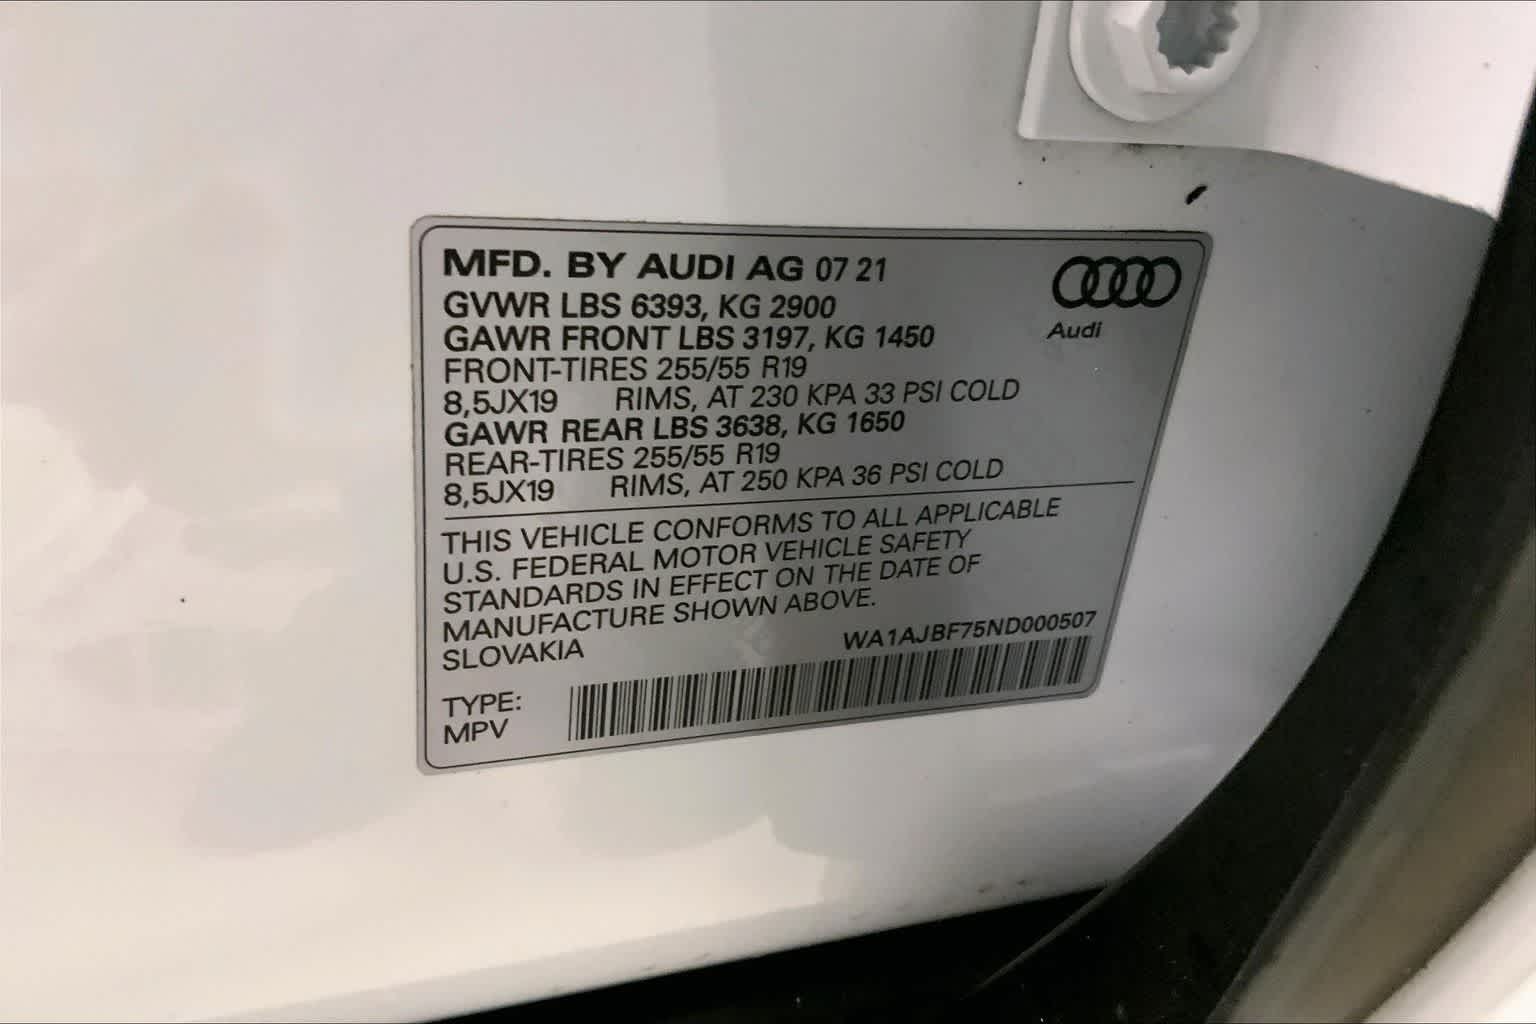 MFD. BY AUDI AG 07 21
GVWR LBS 6393, KG 2900
GAWR FRONT LBS 3197, KG 1450
FRONT-TIRES 255/55 R19
8,5JX19 RIMS, AT 230 KPA 33 PSI COLD
GAWR REAR LBS 3638, KG 1650
REAR-TIRES 255/55 R19
8,5JX19 RIMS, AT 250 KPA 36 PSI COLD
Audi
THIS VEHICLE CONFORMS TO ALL APPLICABLE
U.S. FEDERAL MOTOR VEHICLE SAFETY
STANDARDS IN EFFECT ON THE DATE OF
MANUFACTURE SHOWN ABOVE.
SLOVAKIA WA1AJBF75ND000507
TYPE:
MPV